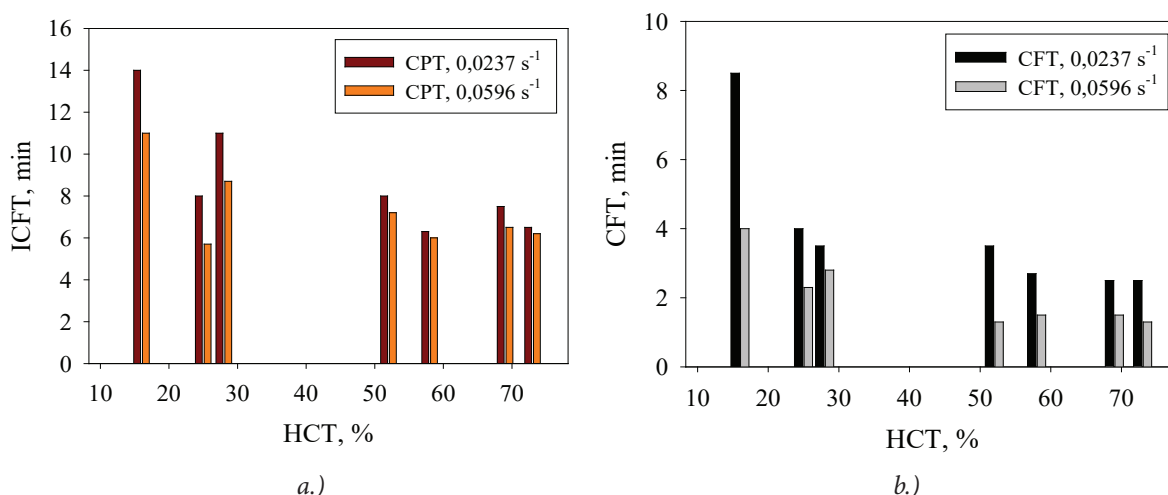 16
14
12
10
8
6
4
2
0
ICFT, min
CPT, 0,0237 s⁻¹
CPT, 0,0596 s⁻¹
10 20 30 40 50 60 70
HCT, %
a.)
10
8
6
4
2
0
CFT, min
CFT, 0,0237 s⁻¹
CFT, 0,0596 s⁻¹
10 20 30 40 50 60 70
HCT, %
b.)